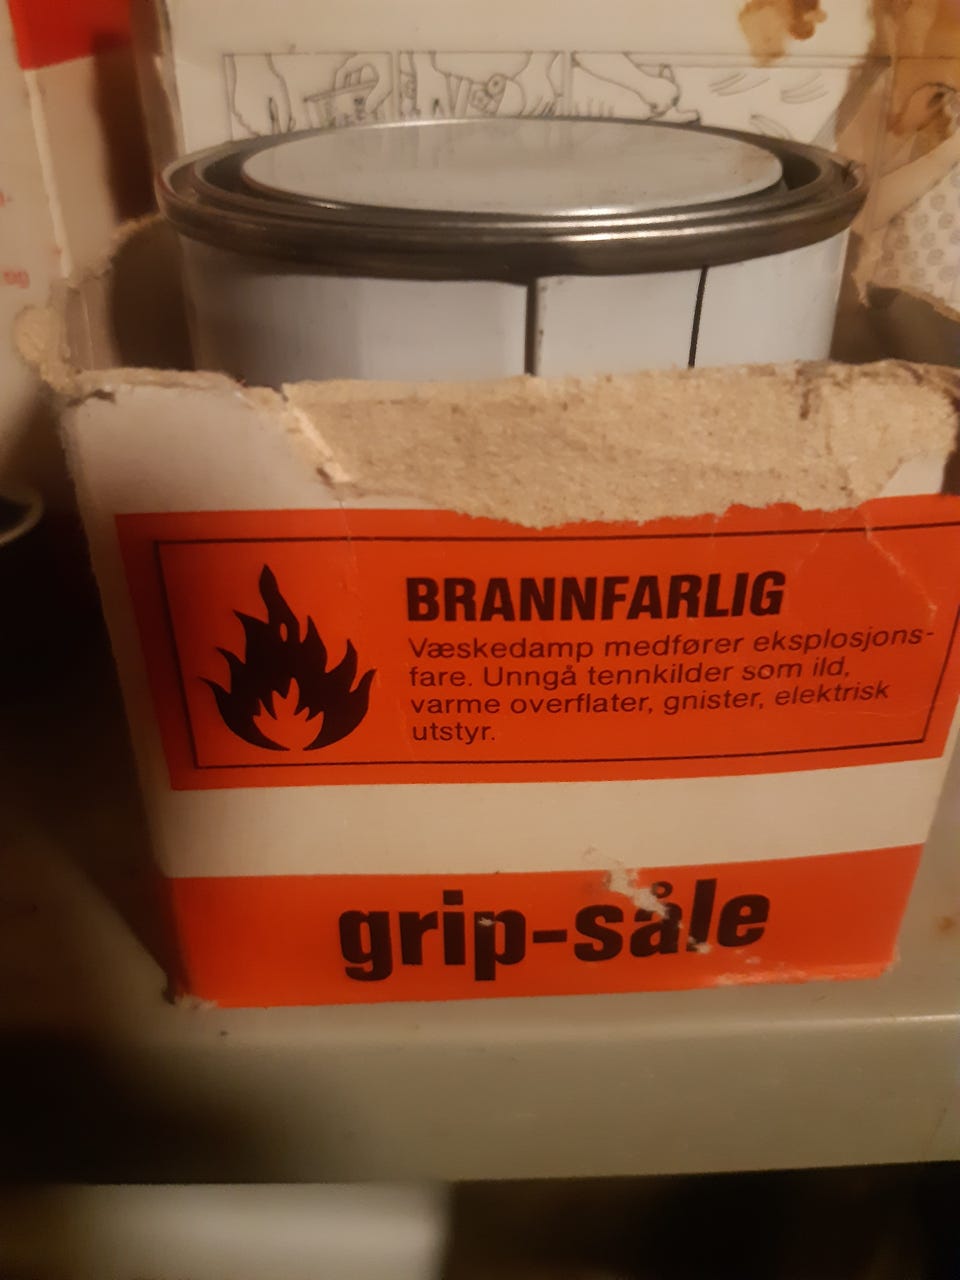 BRANNFARLIG
Væskedamp medfører eksplosjons-
fare. Unngå tennkilder som ild,
varme overflater, gnister, elektrisk
utstyr.
grip-såle